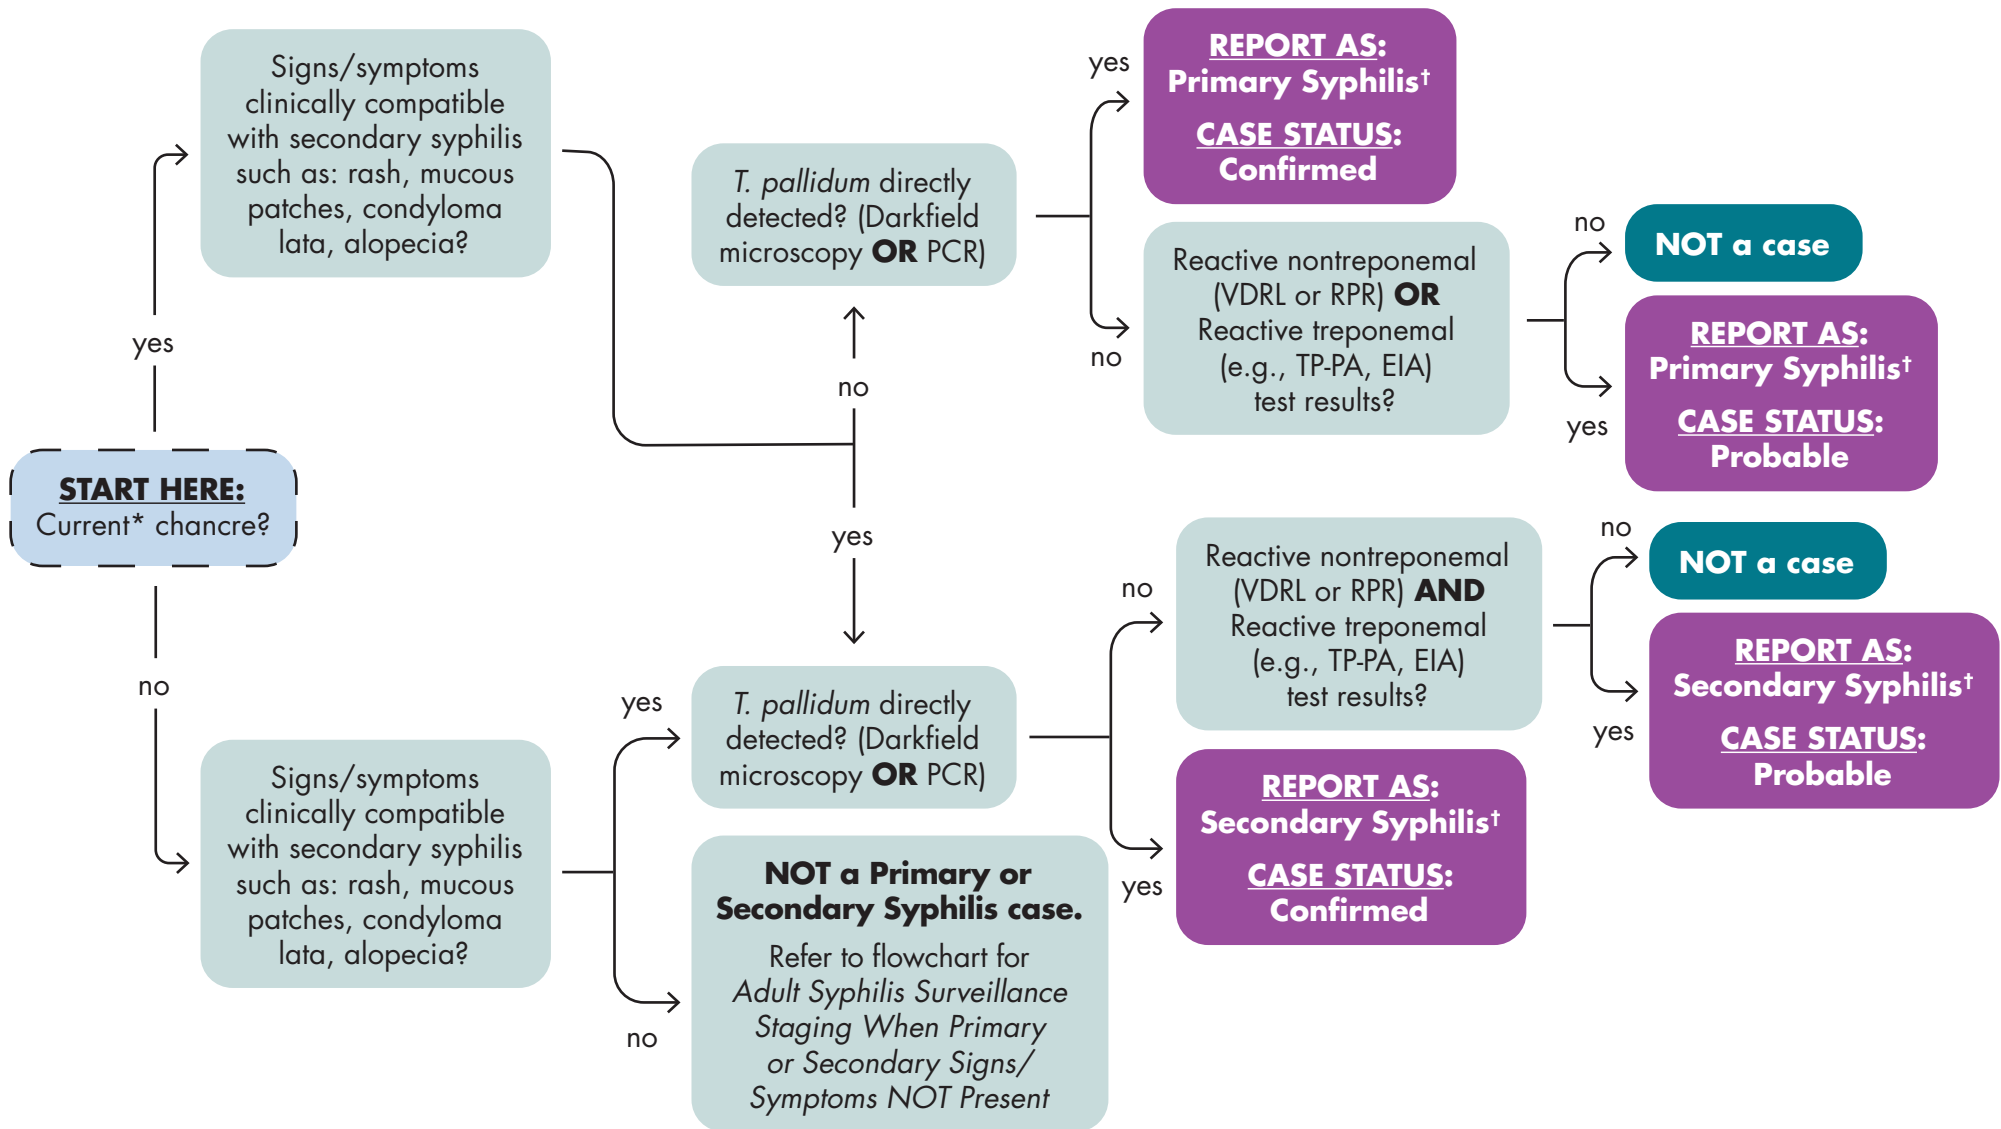 START HERE:
Current* chancre?
yes
no
Signs/symptoms
clinically compatible
with secondary syphilis
such as: rash, mucous
patches, condyloma
lata, alopecia?
no
yes
T. pallidum directly
detected? (Darkfield
microscopy OR PCR)
yes
no
REPORT AS:
Primary Syphilis†
CASE STATUS:
Confirmed
Reactive nontreponemal
(VDRL or RPR) OR
Reactive treponemal
(e.g., TP-PA, EIA)
test results?
no
yes
NOT a case
REPORT AS:
Primary Syphilis†
CASE STATUS:
Probable
Signs/symptoms
clinically compatible
with secondary syphilis
such as: rash, mucous
patches, condyloma
lata, alopecia?
yes
no
T. pallidum directly
detected? (Darkfield
microscopy OR PCR)
NOT a Primary or
Secondary Syphilis case.
Refer to flowchart for
Adult Syphilis Surveillance
Staging When Primary
or Secondary Signs/
Symptoms NOT Present
no
yes
Reactive nontreponemal
(VDRL or RPR) AND
Reactive treponemal
(e.g., TP-PA, EIA)
test results?
REPORT AS:
Secondary Syphilis†
CASE STATUS:
Confirmed
no
yes
NOT a case
REPORT AS:
Secondary Syphilis†
CASE STATUS:
Probable